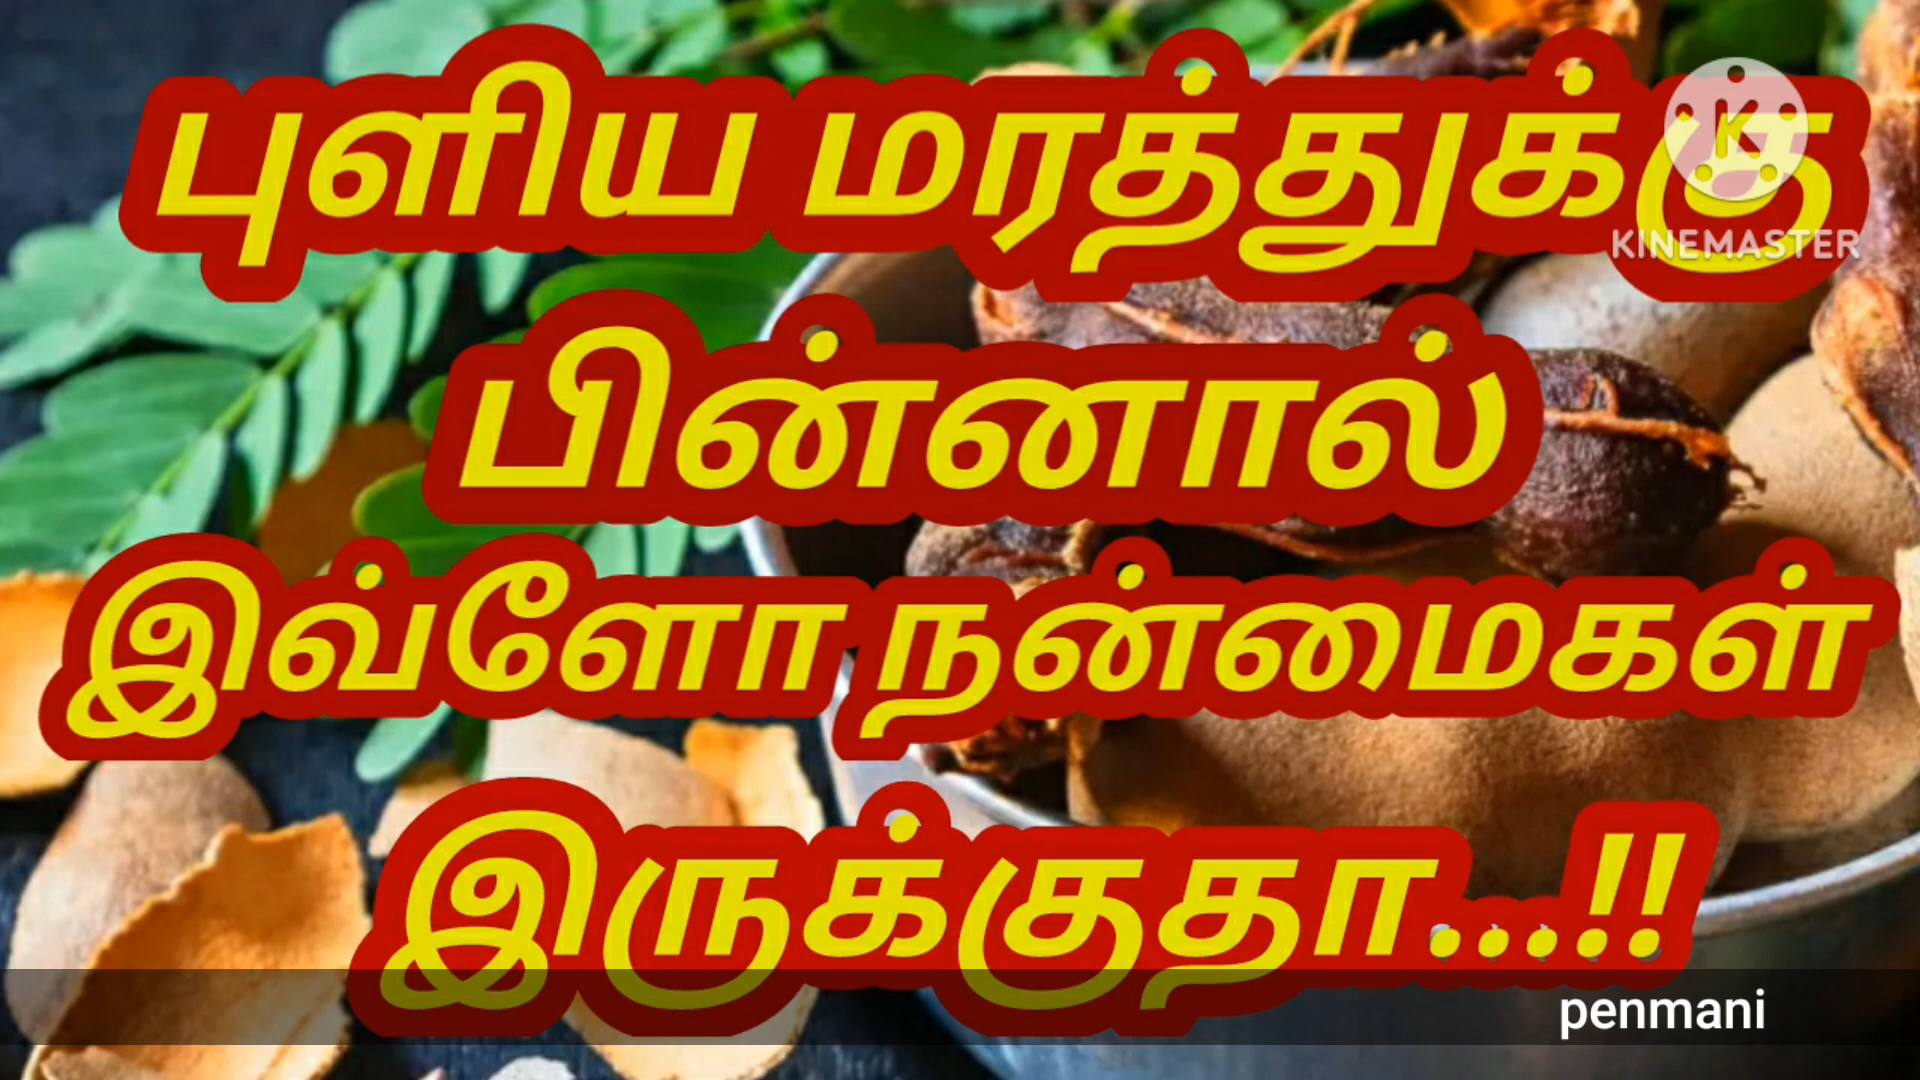 புளிய மரத்துக்கு
KINEMASTER
பின்னால்
இவ்ளோ நன்மைகள்
இருக்குதா...!!
penmani